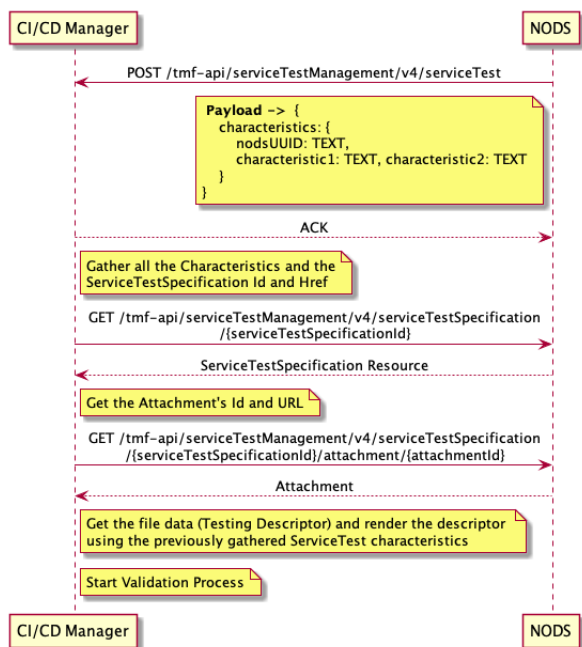 CI/CD Manager
NODS
POST /tmf-api/serviceTestManagement/v4/serviceTest
Payload -> {
characteristics: {
nodsUUID: TEXT,
characteristic1: TEXT, characteristic2: TEXT
}
}
ACK
Gather all the Characteristics and the
ServiceTestSpecification Id and Href
GET /tmf-api/serviceTestManagement/v4/serviceTestSpecification
/{serviceTestSpecificationId}
ServiceTestSpecification Resource
Get the Attachment's Id and URL
GET /tmf-api/serviceTestManagement/v4/serviceTestSpecification
/{serviceTestSpecificationId}/attachment/{attachmentId}
Attachment
Get the file data (Testing Descriptor) and render the descriptor
using the previously gathered ServiceTest characteristics
Start Validation Process
CI/CD Manager
NODS